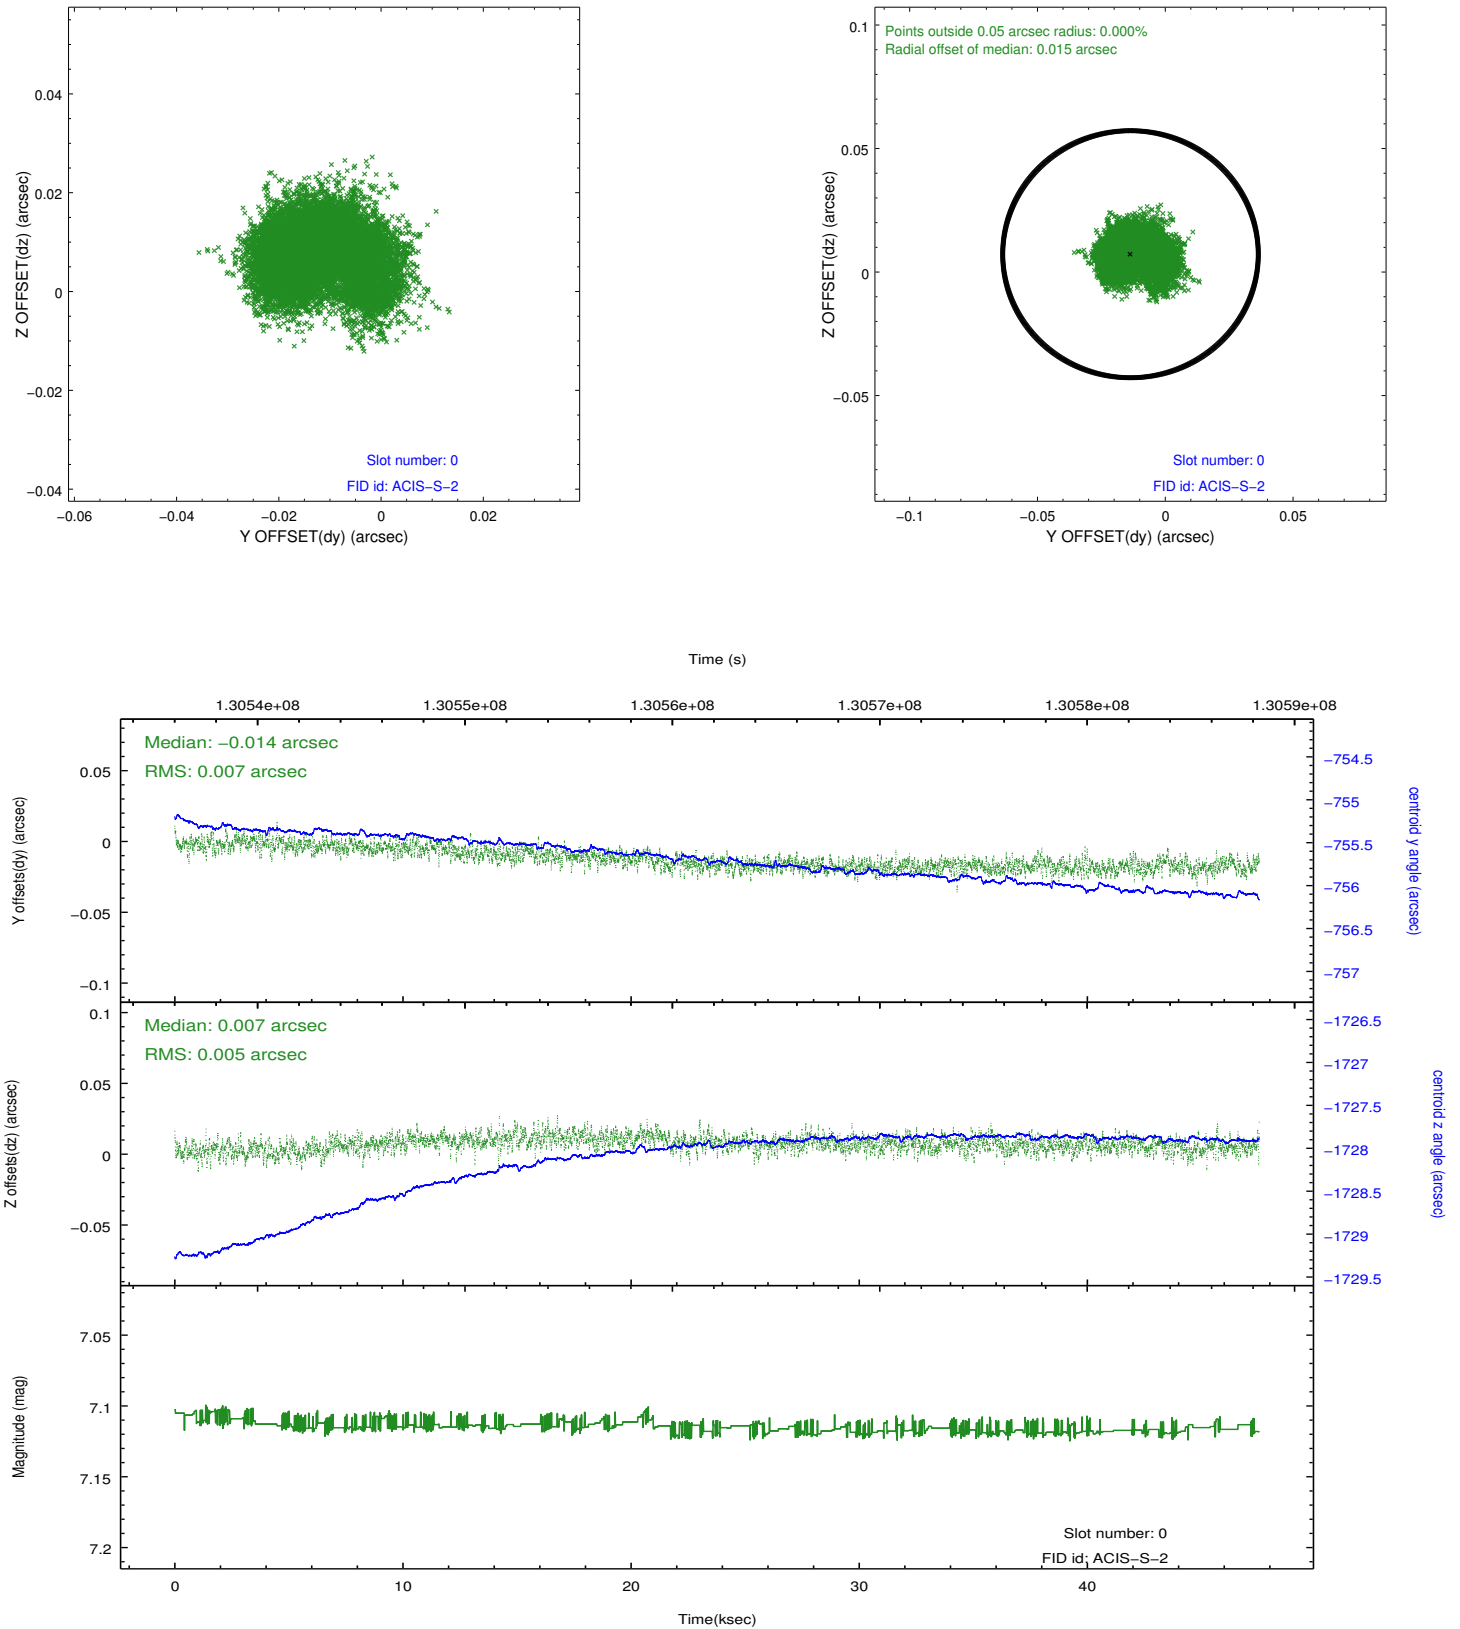 0.04
0.02
0
−0.02
−0.04
Z OFFSET(dz) (arcsec)
Slot number: 0
FID id: ACIS−S−2
−0.06
−0.04
−0.02
0
0.02
Y OFFSET(dy) (arcsec)
Points outside 0.05 arcsec radius: 0.000%
Radial offset of median: 0.015 arcsec
0.1
0.05
0
−0.05
Z OFFSET(dz) (arcsec)
Slot number: 0
FID id: ACIS−S−2
−0.1
−0.05
0
0.05
Y OFFSET(dy) (arcsec)
Time (s)
1.3054e+08
1.3055e+08
1.3056e+08
1.3057e+08
1.3058e+08
1.3059e+08
Median: −0.014 arcsec
RMS: 0.007 arcsec
0.05
0
−0.05
−0.1
Y offsets(dy) (arcsec)
−754.5
−755
−755.5
−756
−756.5
−757
centroid y angle (arcsec)
Median: 0.007 arcsec
RMS: 0.005 arcsec
0.1
0.05
0
−0.05
Z offsets(dz) (arcsec)
−1726.5
−1727
−1727.5
−1728
−1728.5
−1729
−1729.5
centroid z angle (arcsec)
7.05
7.1
7.15
7.2
Magnitude (mag)
Slot number: 0
FID id: ACIS−S−2
0
10
20
30
40
Time(ksec)